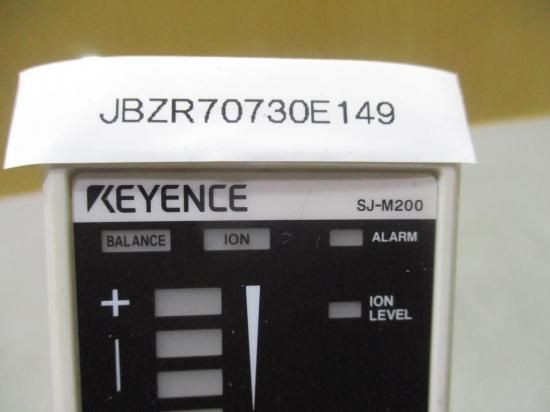 JBZR70730E149
KEYENCE
SJ-M200
BALANCE ION ALARM
+
ION
LEVEL